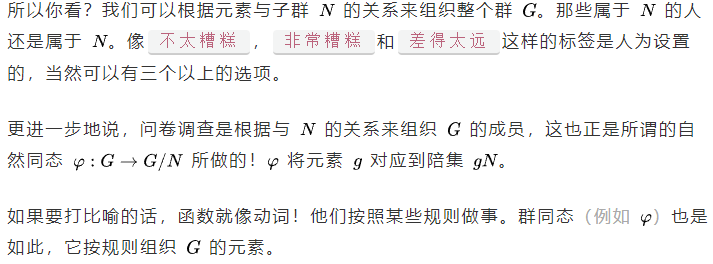 所以你看？我们可以根据元素与子群 N 的关系来组织整个群 G。那些属于 N 的人
还是属于 N。像 不太糟糕 ， 非常糟糕 和 差得太远 这样的标签是人为设置
的，当然可以有三个以上的选项。
更进一步地说，问卷调查是根据与 N 的关系来组织 G 的成员，这也正是所谓的自
然同态 φ : G → G/N 所做的！φ 将元素 g 对应到陪集 gN。
如果要打比喻的话，函数就像动词！他们按照某些规则做事。群同态（例如 φ）也是
如此，它按规则组织 G 的元素。